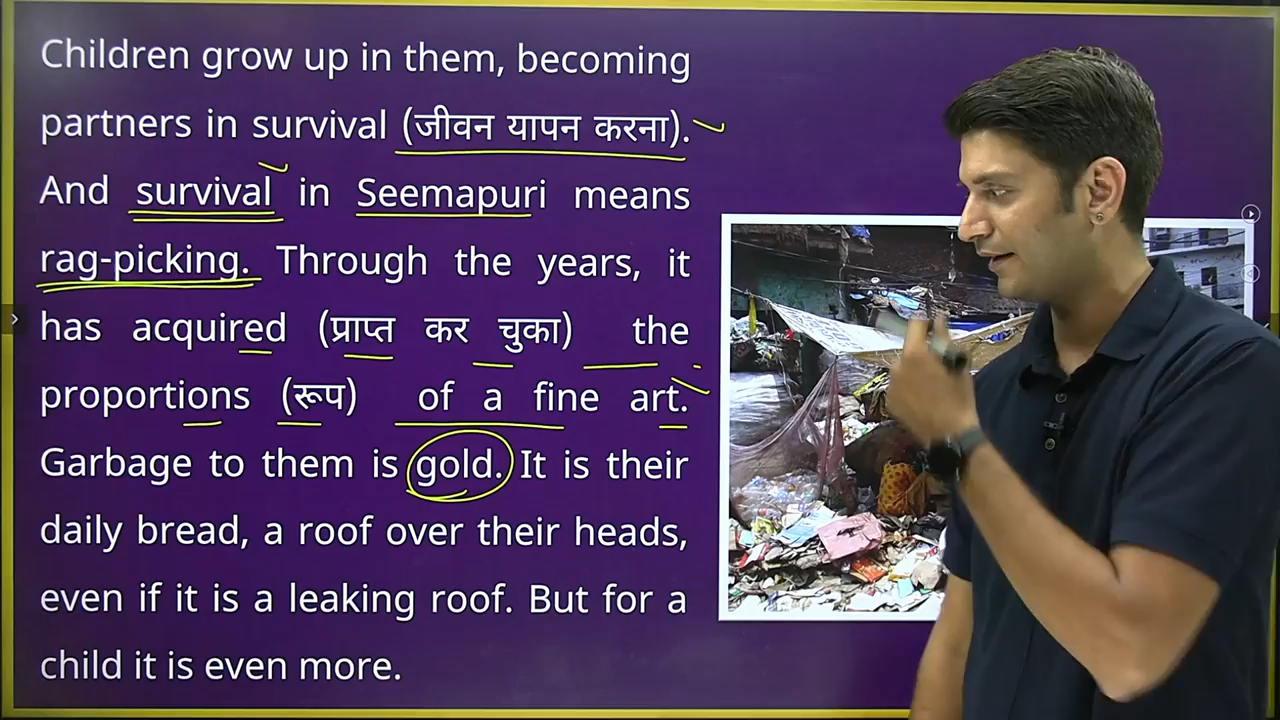 Children grow up in them, becoming
partners in survival (जीवन यापन करना).
And survival in Seemapuri means
rag-picking. Through the years, it
has acquired (प्राप्त कर चुका) the
proportions (रूप) of a fine art.
Garbage to them is gold. It is their
daily bread, a roof over their heads,
even if it is a leaking roof. But for a
child it is even more.